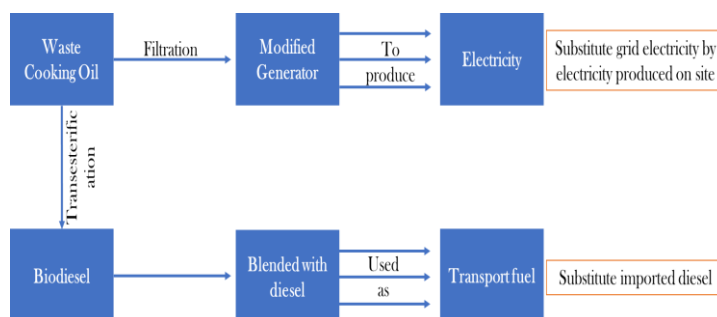 Waste
Cooking Oil
Filtration
Modified
Generator
To
produce
Electricity
Substitute grid electricity by
electricity produced on site
Transesterific
ation
Biodiesel
Blended with
diesel
Used
as
Transport fuel
Substitute imported diesel